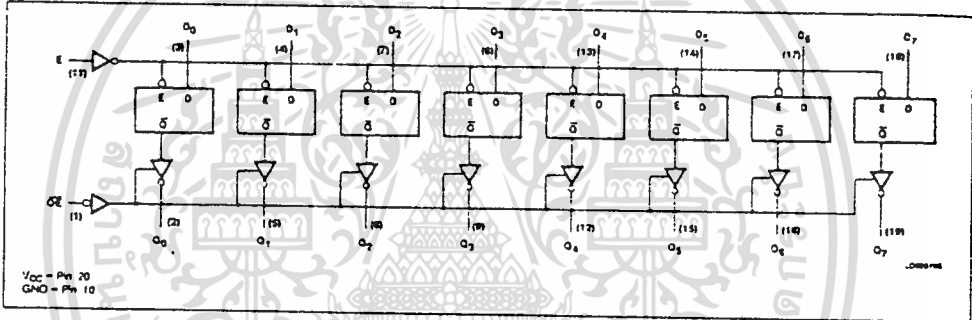 D0 D1 D2 D3 D4 D5 D6 D7
(3) (4) (7) (8) (13) (14) (17) (18)
E
(11)
E D E D E D E D E D E D E D E D
Q̅ Q̅ Q̅ Q̅ Q̅ Q̅ Q̅ Q̅
O̅E̅
(1)
(2) (5) (6) (9) (12) (15) (16) (19)
Q0 Q1 Q2 Q3 Q4 Q5 Q6 Q7
VCC = Pin 20
GND = Pin 10